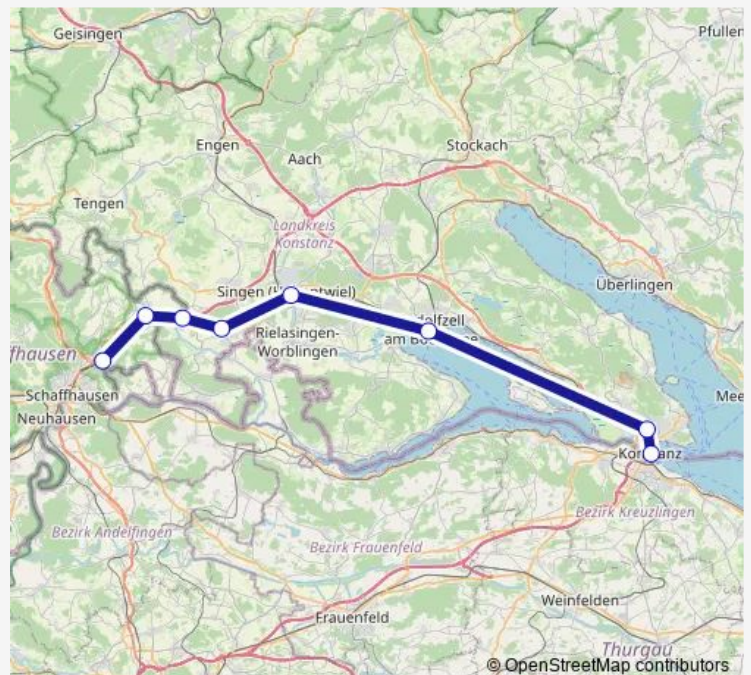 Geisingen
Pfullen
Engen
Aach
Stockach
Tengen
Landkreis
Konstanz
Überlingen
Singen (H
ntwiel)
Rielasingen-
Worblingen
dolfzell
am Bo
ffhausen
Schaffhausen
Neuhausen
Mee
Konstanz
Bezirk Kreuzlingen
Bezirk Andelfingen
Bezirk Frauenfeld
Weinfelden
Frauenfeld
Thurgau
© OpenStreetMap contributors